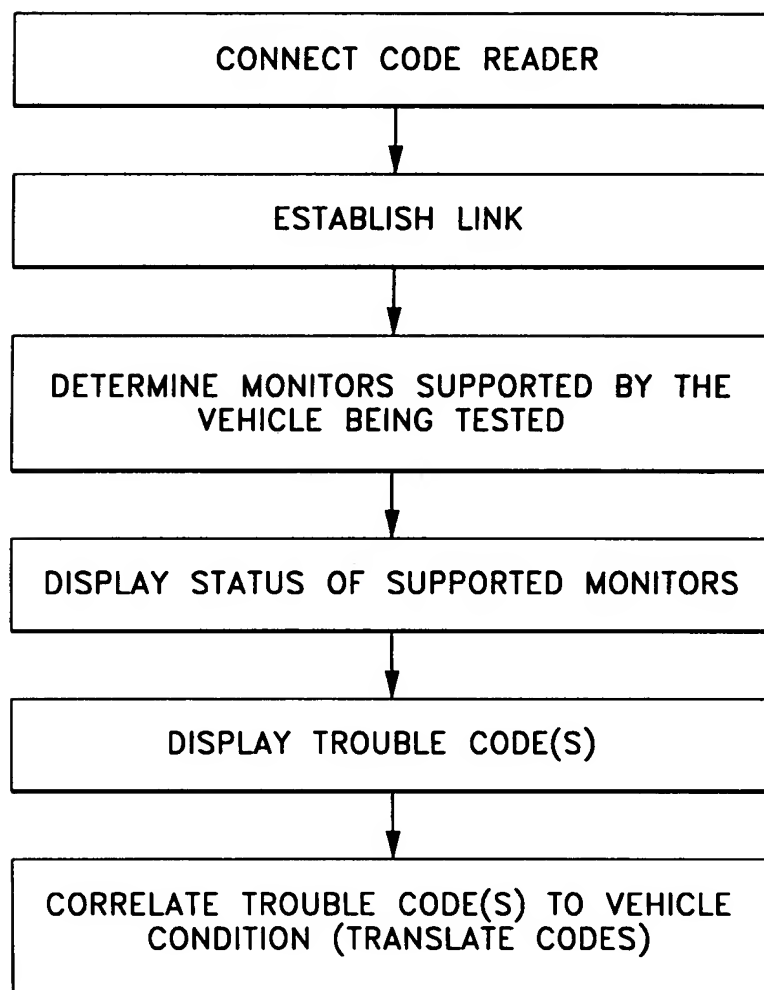 CONNECT CODE READER
ESTABLISH LINK
DETERMINE MONITORS SUPPORTED BY THE
VEHICLE BEING TESTED
DISPLAY STATUS OF SUPPORTED MONITORS
DISPLAY TROUBLE CODE(S)
CORRELATE TROUBLE CODE(S) TO VEHICLE
CONDITION (TRANSLATE CODES)